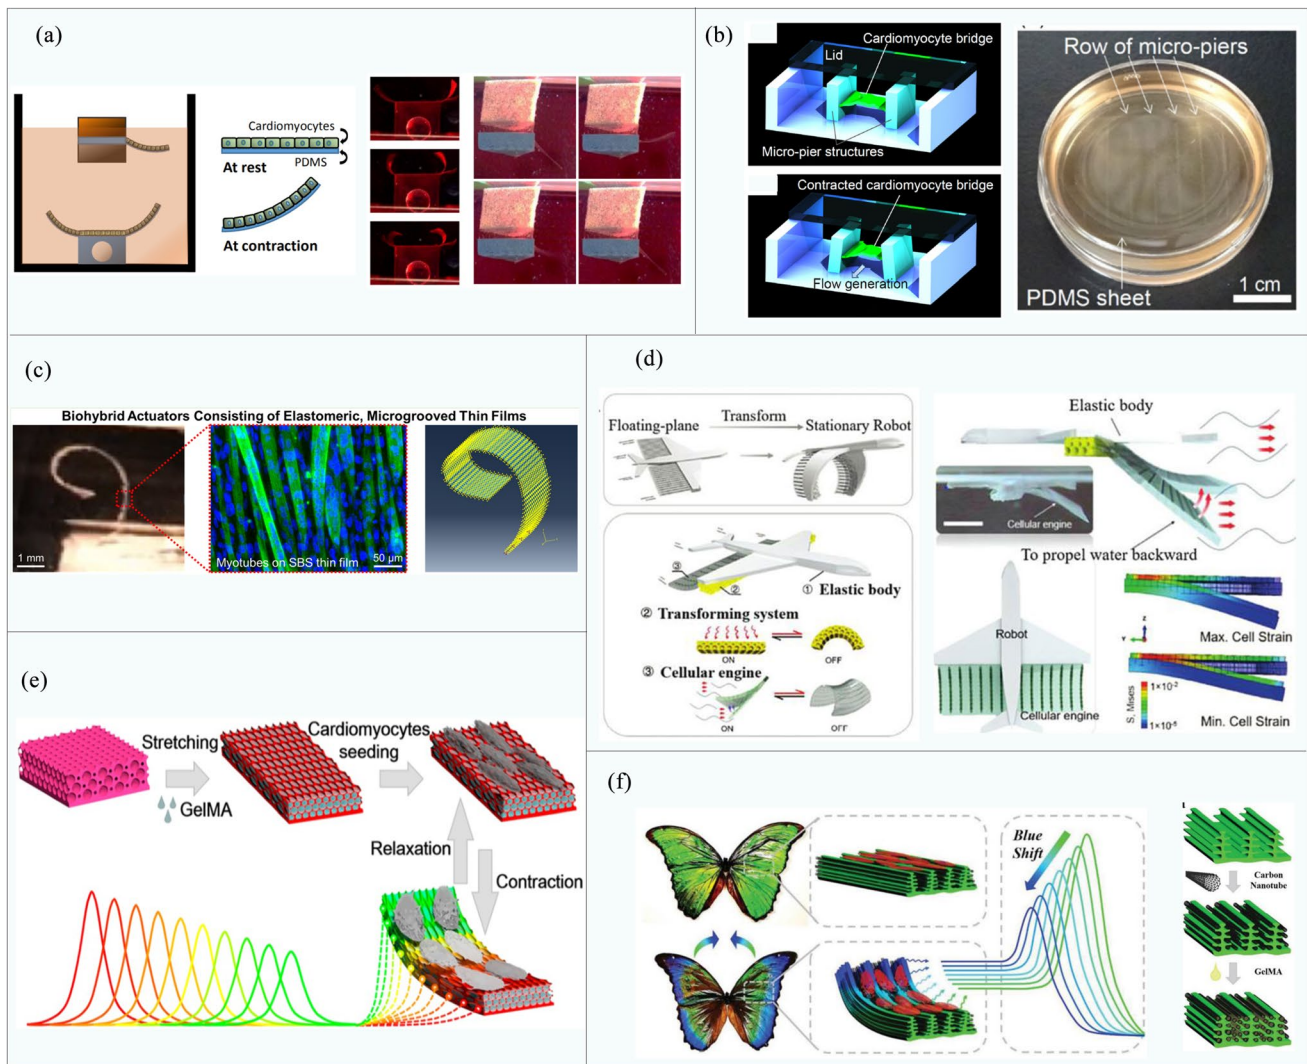 (a)
Cardiomyocytes
PDMS
At rest
At contraction
(b)
Cardiomyocyte bridge
Lid
Micro-pier structures
Contracted cardiomyocyte bridge
Flow generation
Row of micro-piers
PDMS sheet
1 cm
(c)
Biohybrid Actuators Consisting of Elastomeric, Microgrooved Thin Films
1 mm
Myotubes on SBS thin film
50 µm
(d)
Floating-plane
Transform
Stationary Robot
③
②
① Elastic body
② Transforming system
ON
OFF
③ Cellular engine
ON
OFF
Elastic body
Cellular engine
To propel water backward
Robot
Cellular engine
Z
Y
Max. Cell Strain
S, Mises
1×10⁻²
1×10⁻⁶
Min. Cell Strain
(e)
Stretching
GelMA
Cardiomyocytes
seeding
Relaxation
Contraction
(f)
Blue
Shift
Carbon
Nanotube
GelMA